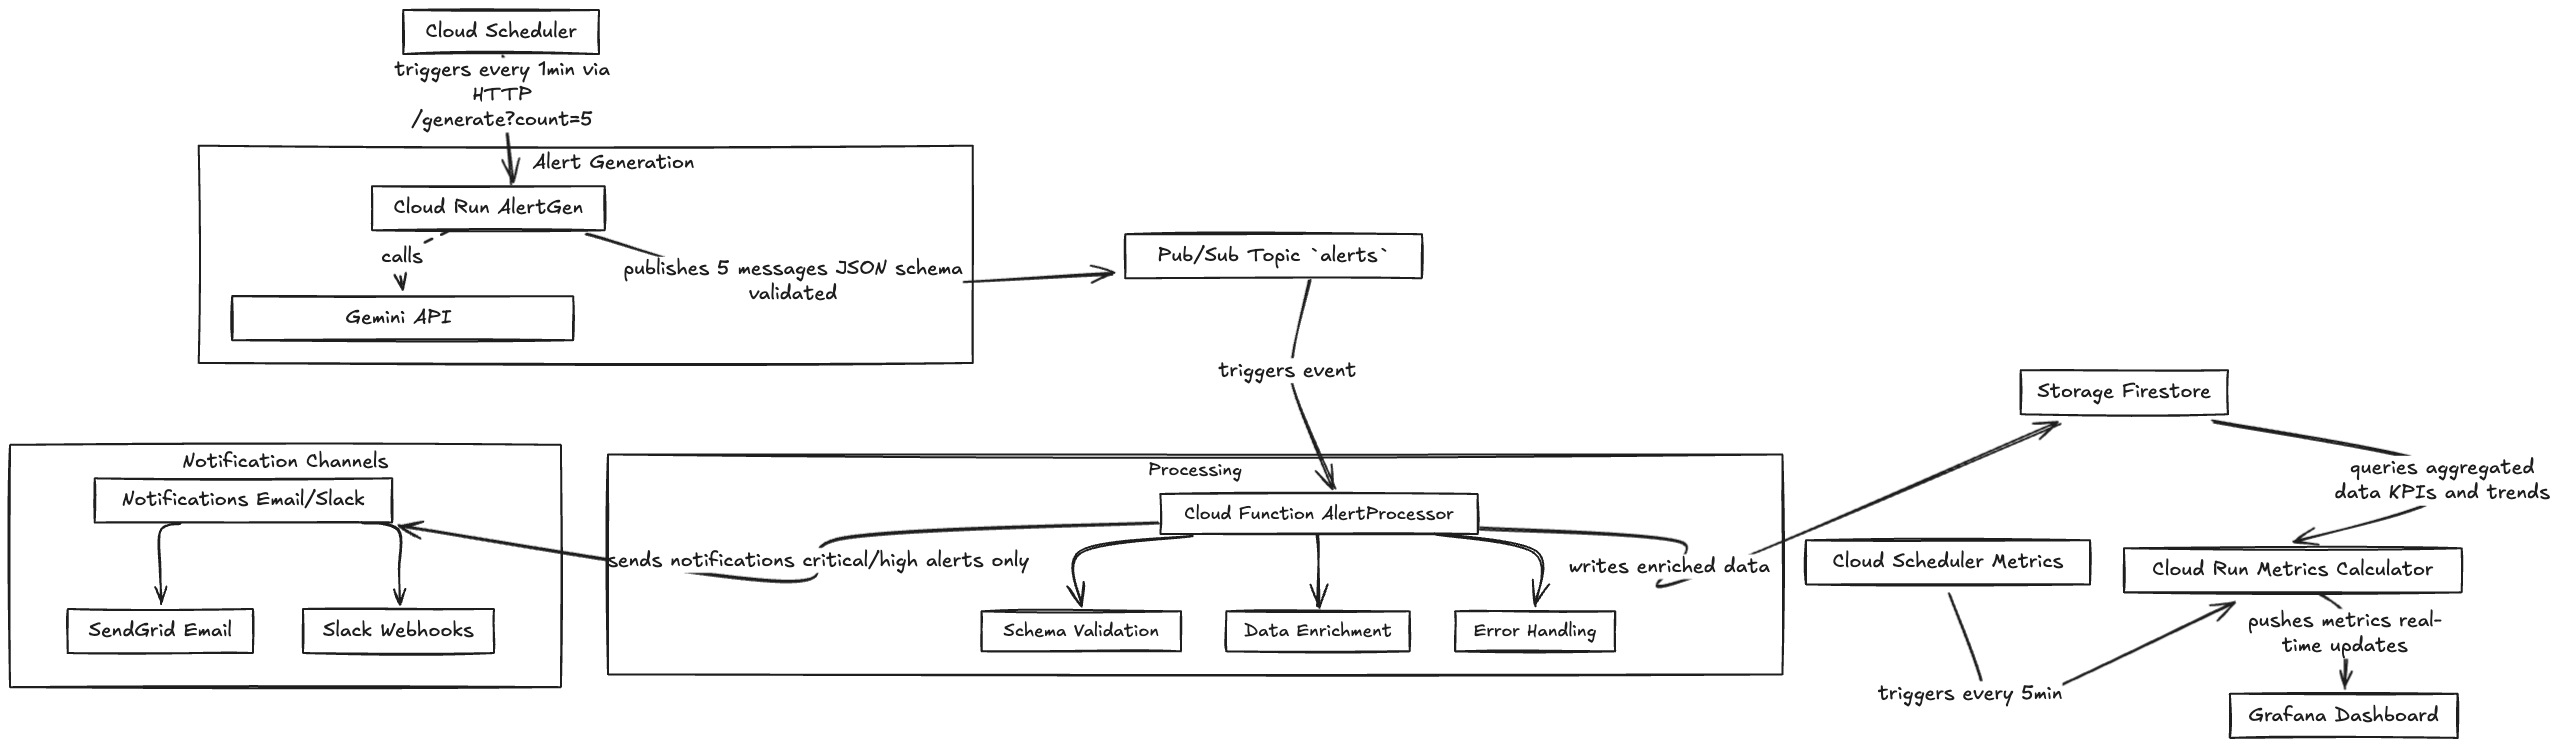 Cloud Scheduler
triggers every 1min via
HTTP
/generate?count=5
Alert Generation
Cloud Run AlertGen
calls
Gemini API
publishes 5 messages JSON schema
validated
Pub/Sub Topic `alerts`
triggers event
Notification Channels
Notifications Email/Slack
SendGrid Email
Slack Webhooks
Processing
Cloud Function AlertProcessor
sends notifications critical/high alerts only
writes enriched data
Schema Validation
Data Enrichment
Error Handling
Storage Firestore
queries aggregated
data KPIs and trends
Cloud Scheduler Metrics
Cloud Run Metrics Calculator
triggers every 5min
pushes metrics real-
time updates
Grafana Dashboard